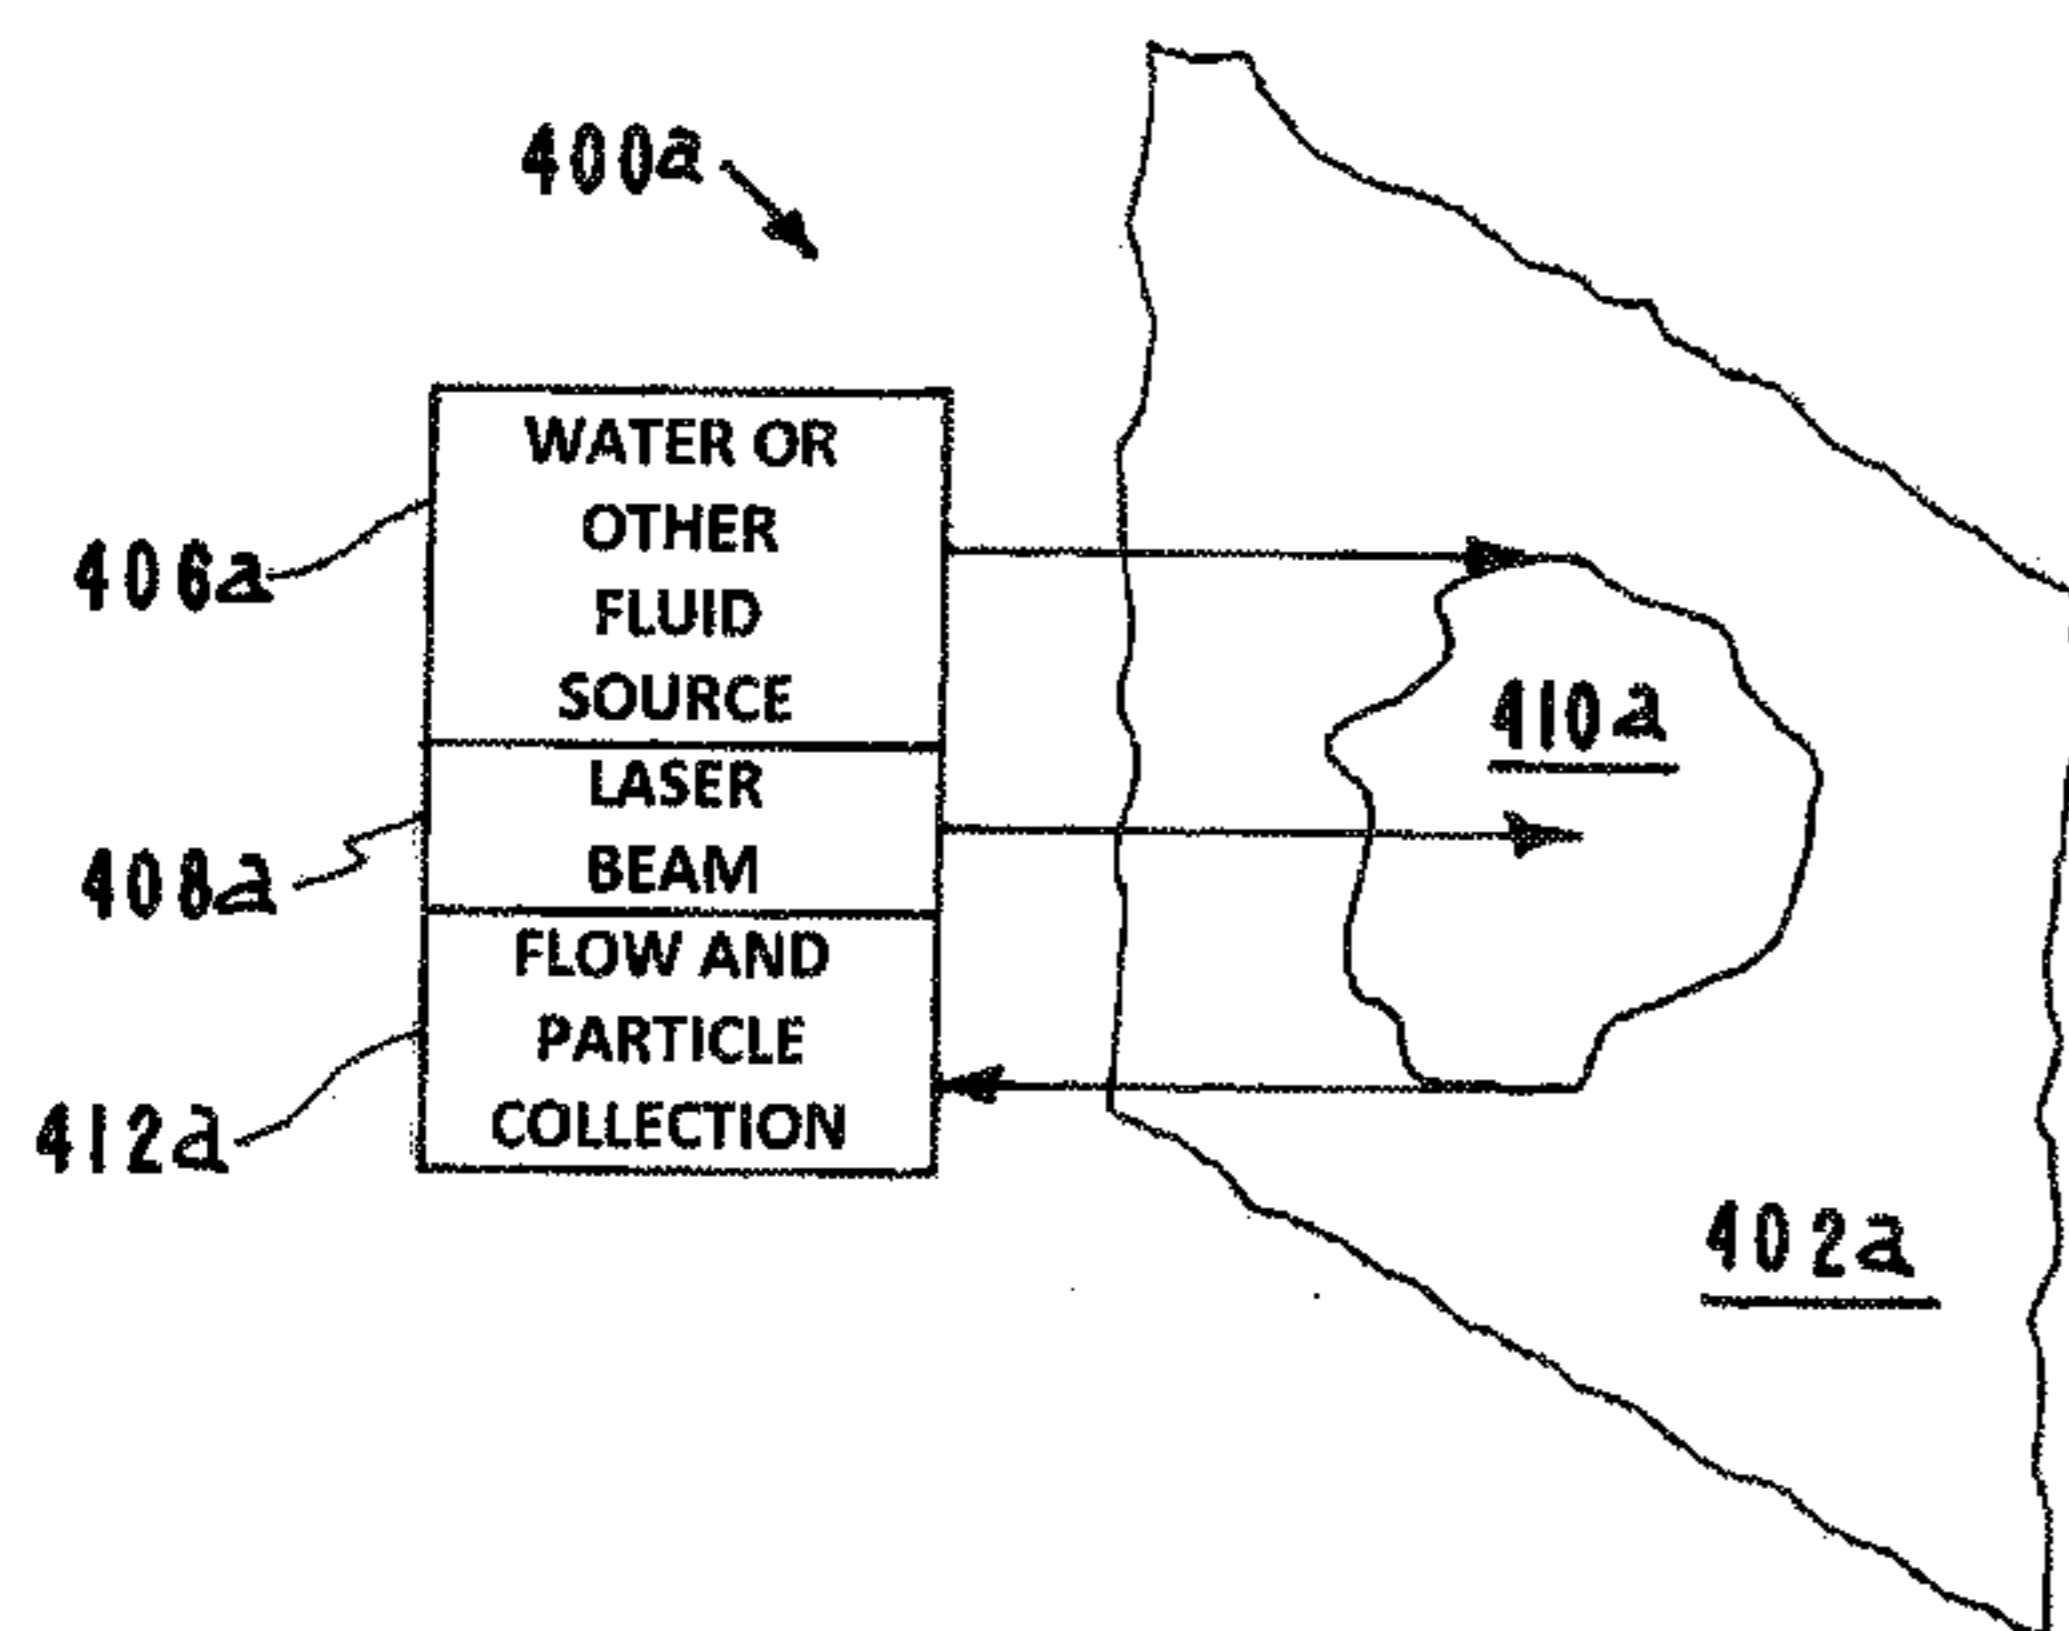 400a
WATER OR
OTHER
FLUID
SOURCE
406a
410a
LASER
BEAM
408a
FLOW AND
PARTICLE
COLLECTION
412a
402a